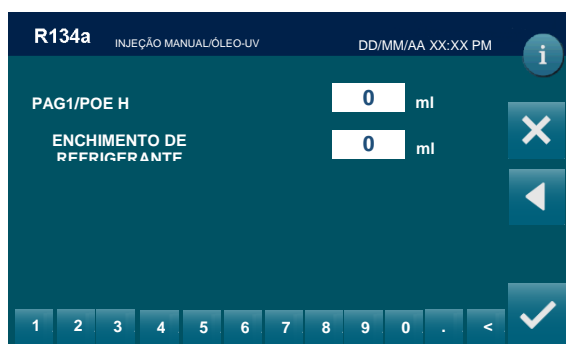 R134a INJEÇÃO MANUAL/ÓLEO-UV DD/MM/AA XX:XX PM i
PAG1/POE H 0 ml
ENCHIMENTO DE
REFRIGERANTE 0 ml
1 2 3 4 5 6 7 8 9 0 . <